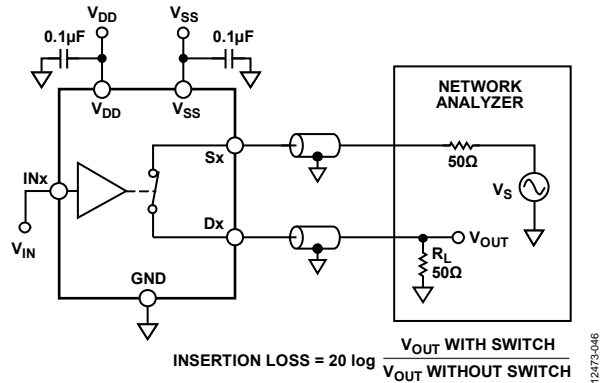 V_DD
V_SS
0.1µF
0.1µF
V_DD
V_SS
NETWORK
ANALYZER
Sx
50Ω
INx
V_S
Dx
V_OUT
V_IN
R_L
50Ω
GND
INSERTION LOSS = 20 log
V_OUT WITH SWITCH
V_OUT WITHOUT SWITCH
12473-046